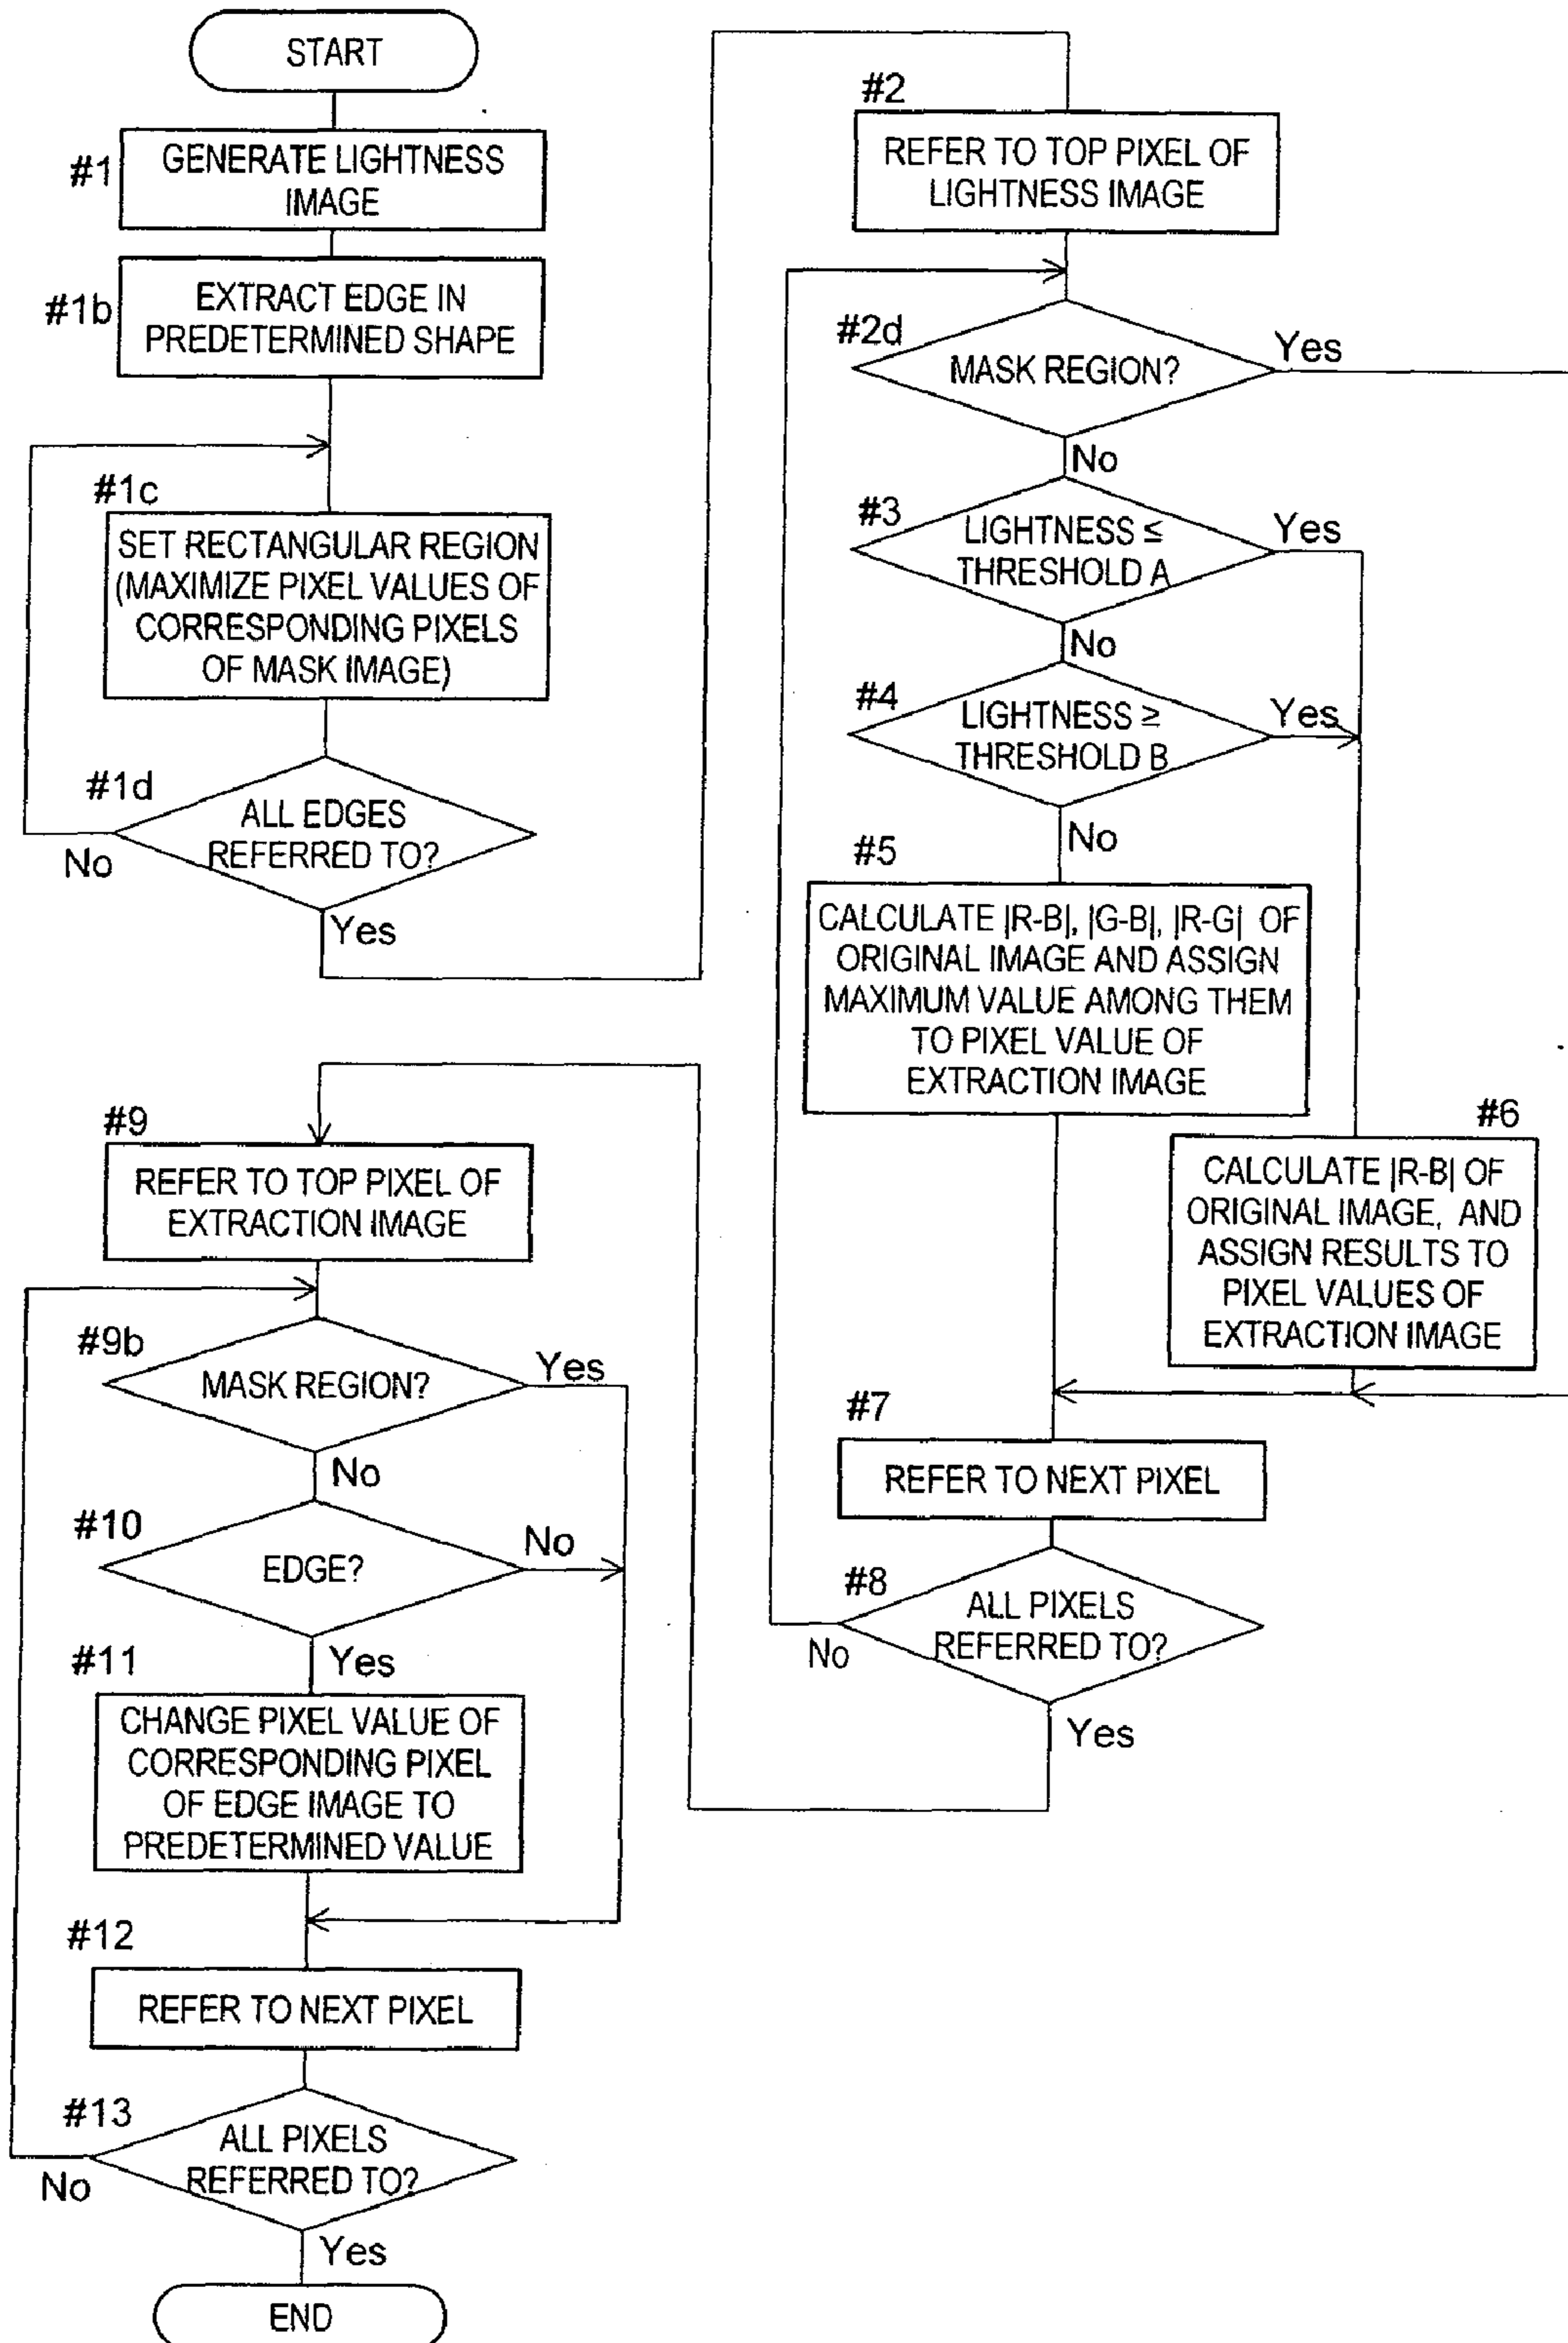 START
#1
GENERATE LIGHTNESS
IMAGE
#1b
EXTRACT EDGE IN
PREDETERMINED SHAPE
#1c
SET RECTANGULAR REGION
(MAXIMIZE PIXEL VALUES OF
CORRESPONDING PIXELS
OF MASK IMAGE)
#1d
ALL EDGES
REFERRED TO?
No
Yes
#2
REFER TO TOP PIXEL OF
LIGHTNESS IMAGE
#2d
MASK REGION?
Yes
No
#3
LIGHTNESS ≤
THRESHOLD A
Yes
No
#4
LIGHTNESS ≥
THRESHOLD B
Yes
No
#5
CALCULATE |R-B|, |G-B|, |R-G| OF
ORIGINAL IMAGE AND ASSIGN
MAXIMUM VALUE AMONG THEM
TO PIXEL VALUE OF
EXTRACTION IMAGE
#6
CALCULATE |R-B| OF
ORIGINAL IMAGE, AND
ASSIGN RESULTS TO
PIXEL VALUES OF
EXTRACTION IMAGE
#7
REFER TO NEXT PIXEL
#8
ALL PIXELS
REFERRED TO?
No
Yes
#9
REFER TO TOP PIXEL OF
EXTRACTION IMAGE
#9b
MASK REGION?
Yes
No
#10
EDGE?
No
Yes
#11
CHANGE PIXEL VALUE OF
CORRESPONDING PIXEL
OF EDGE IMAGE TO
PREDETERMINED VALUE
#12
REFER TO NEXT PIXEL
#13
ALL PIXELS
REFERRED TO?
No
Yes
END